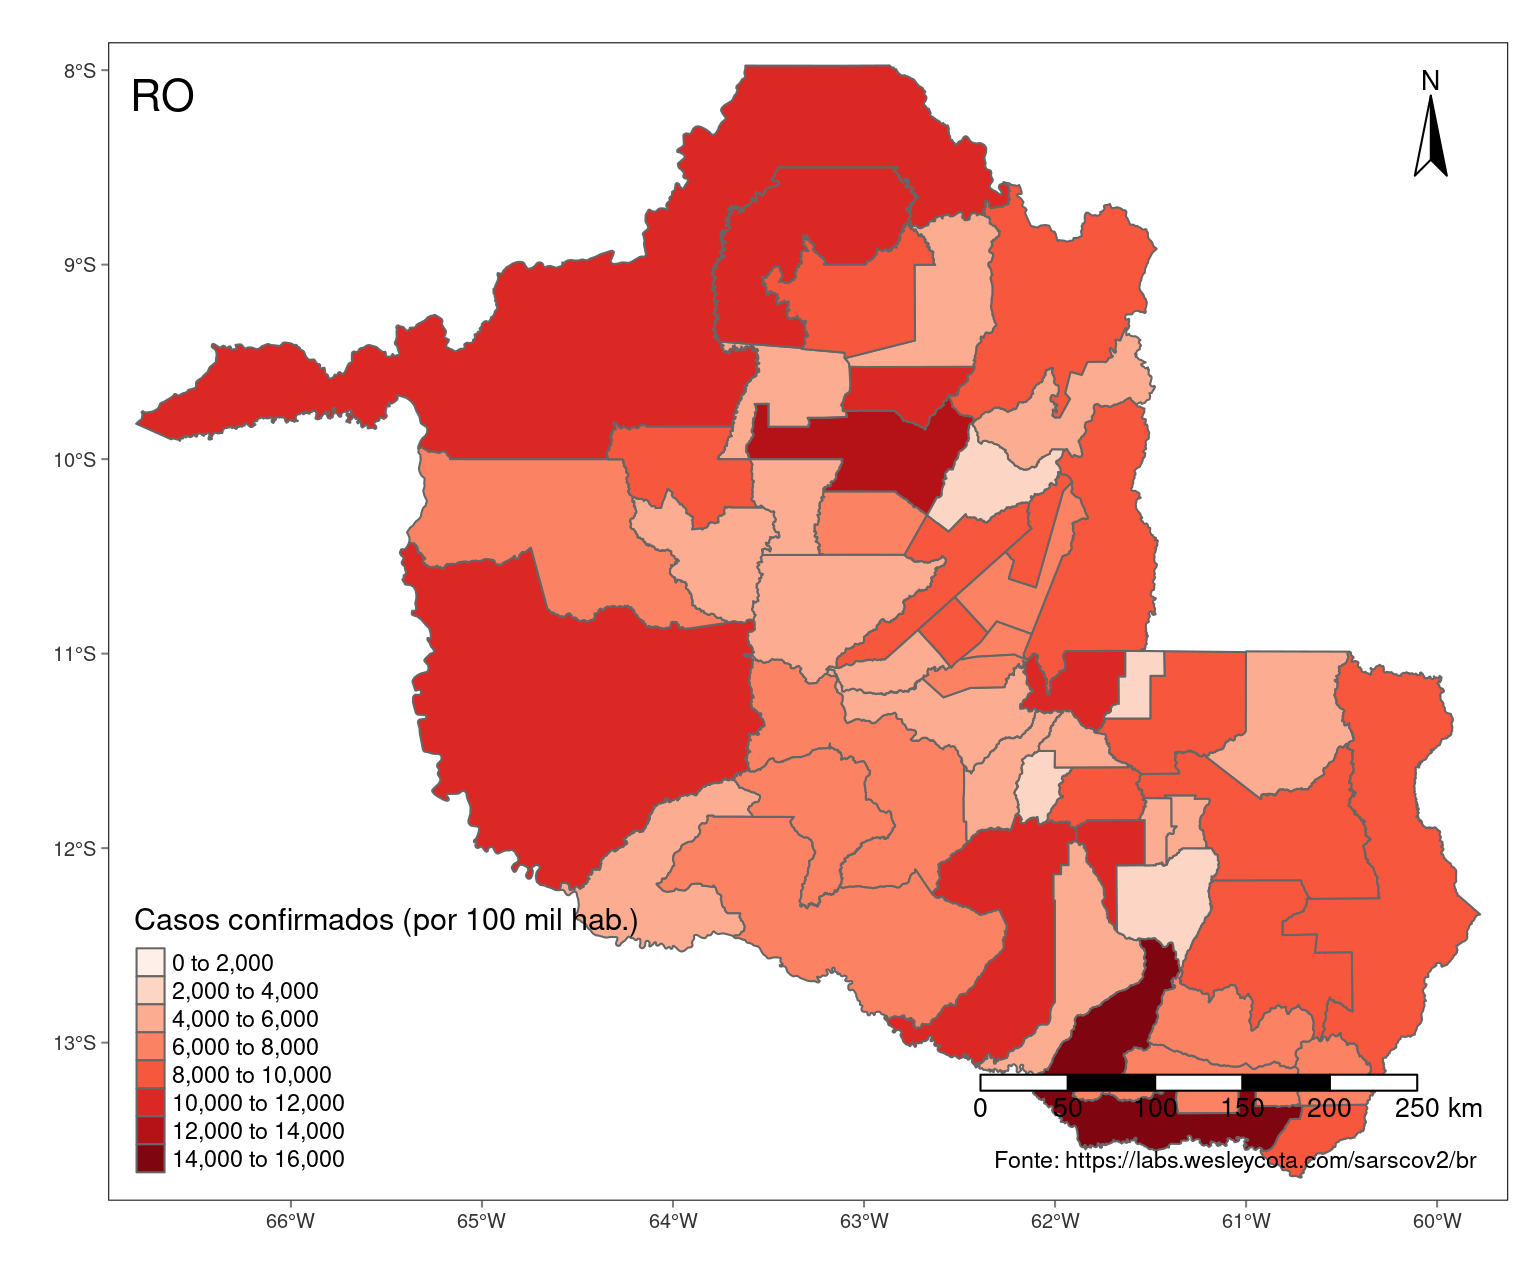 8°S
RO
N
9°S
10°S
11°S
12°S
13°S
Casos confirmados (por 100 mil hab.)
0 to 2,000
2,000 to 4,000
4,000 to 6,000
6,000 to 8,000
8,000 to 10,000
10,000 to 12,000
12,000 to 14,000
14,000 to 16,000
0 50 100 150 200 250 km
Fonte: https://labs.wesleycota.com/sarscov2/br
66°W 65°W 64°W 63°W 62°W 61°W 60°W